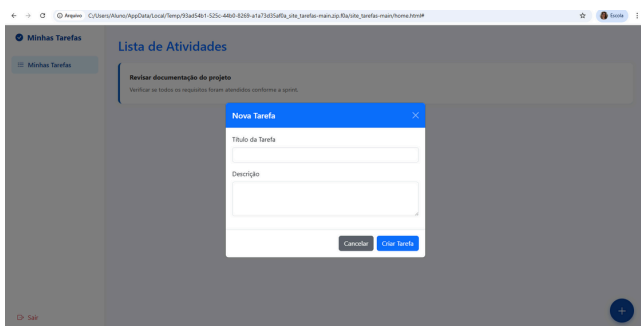 Arquivo C:/Users/Aluno/AppData/Local/Temp/93ad54b1-525c-44b0-8269-a1a73d35af0a_site_tarefas-main.zip.f0a/site_tarefas-main/home.html#
Escola
Minhas Tarefas
Minhas Tarefas
Lista de Atividades
Revisar documentação do projeto
Verificar se todos os requisitos foram atendidos conforme a sprint.
Nova Tarefa
Título da Tarefa
Descrição
Cancelar Criar Tarefa
Sair